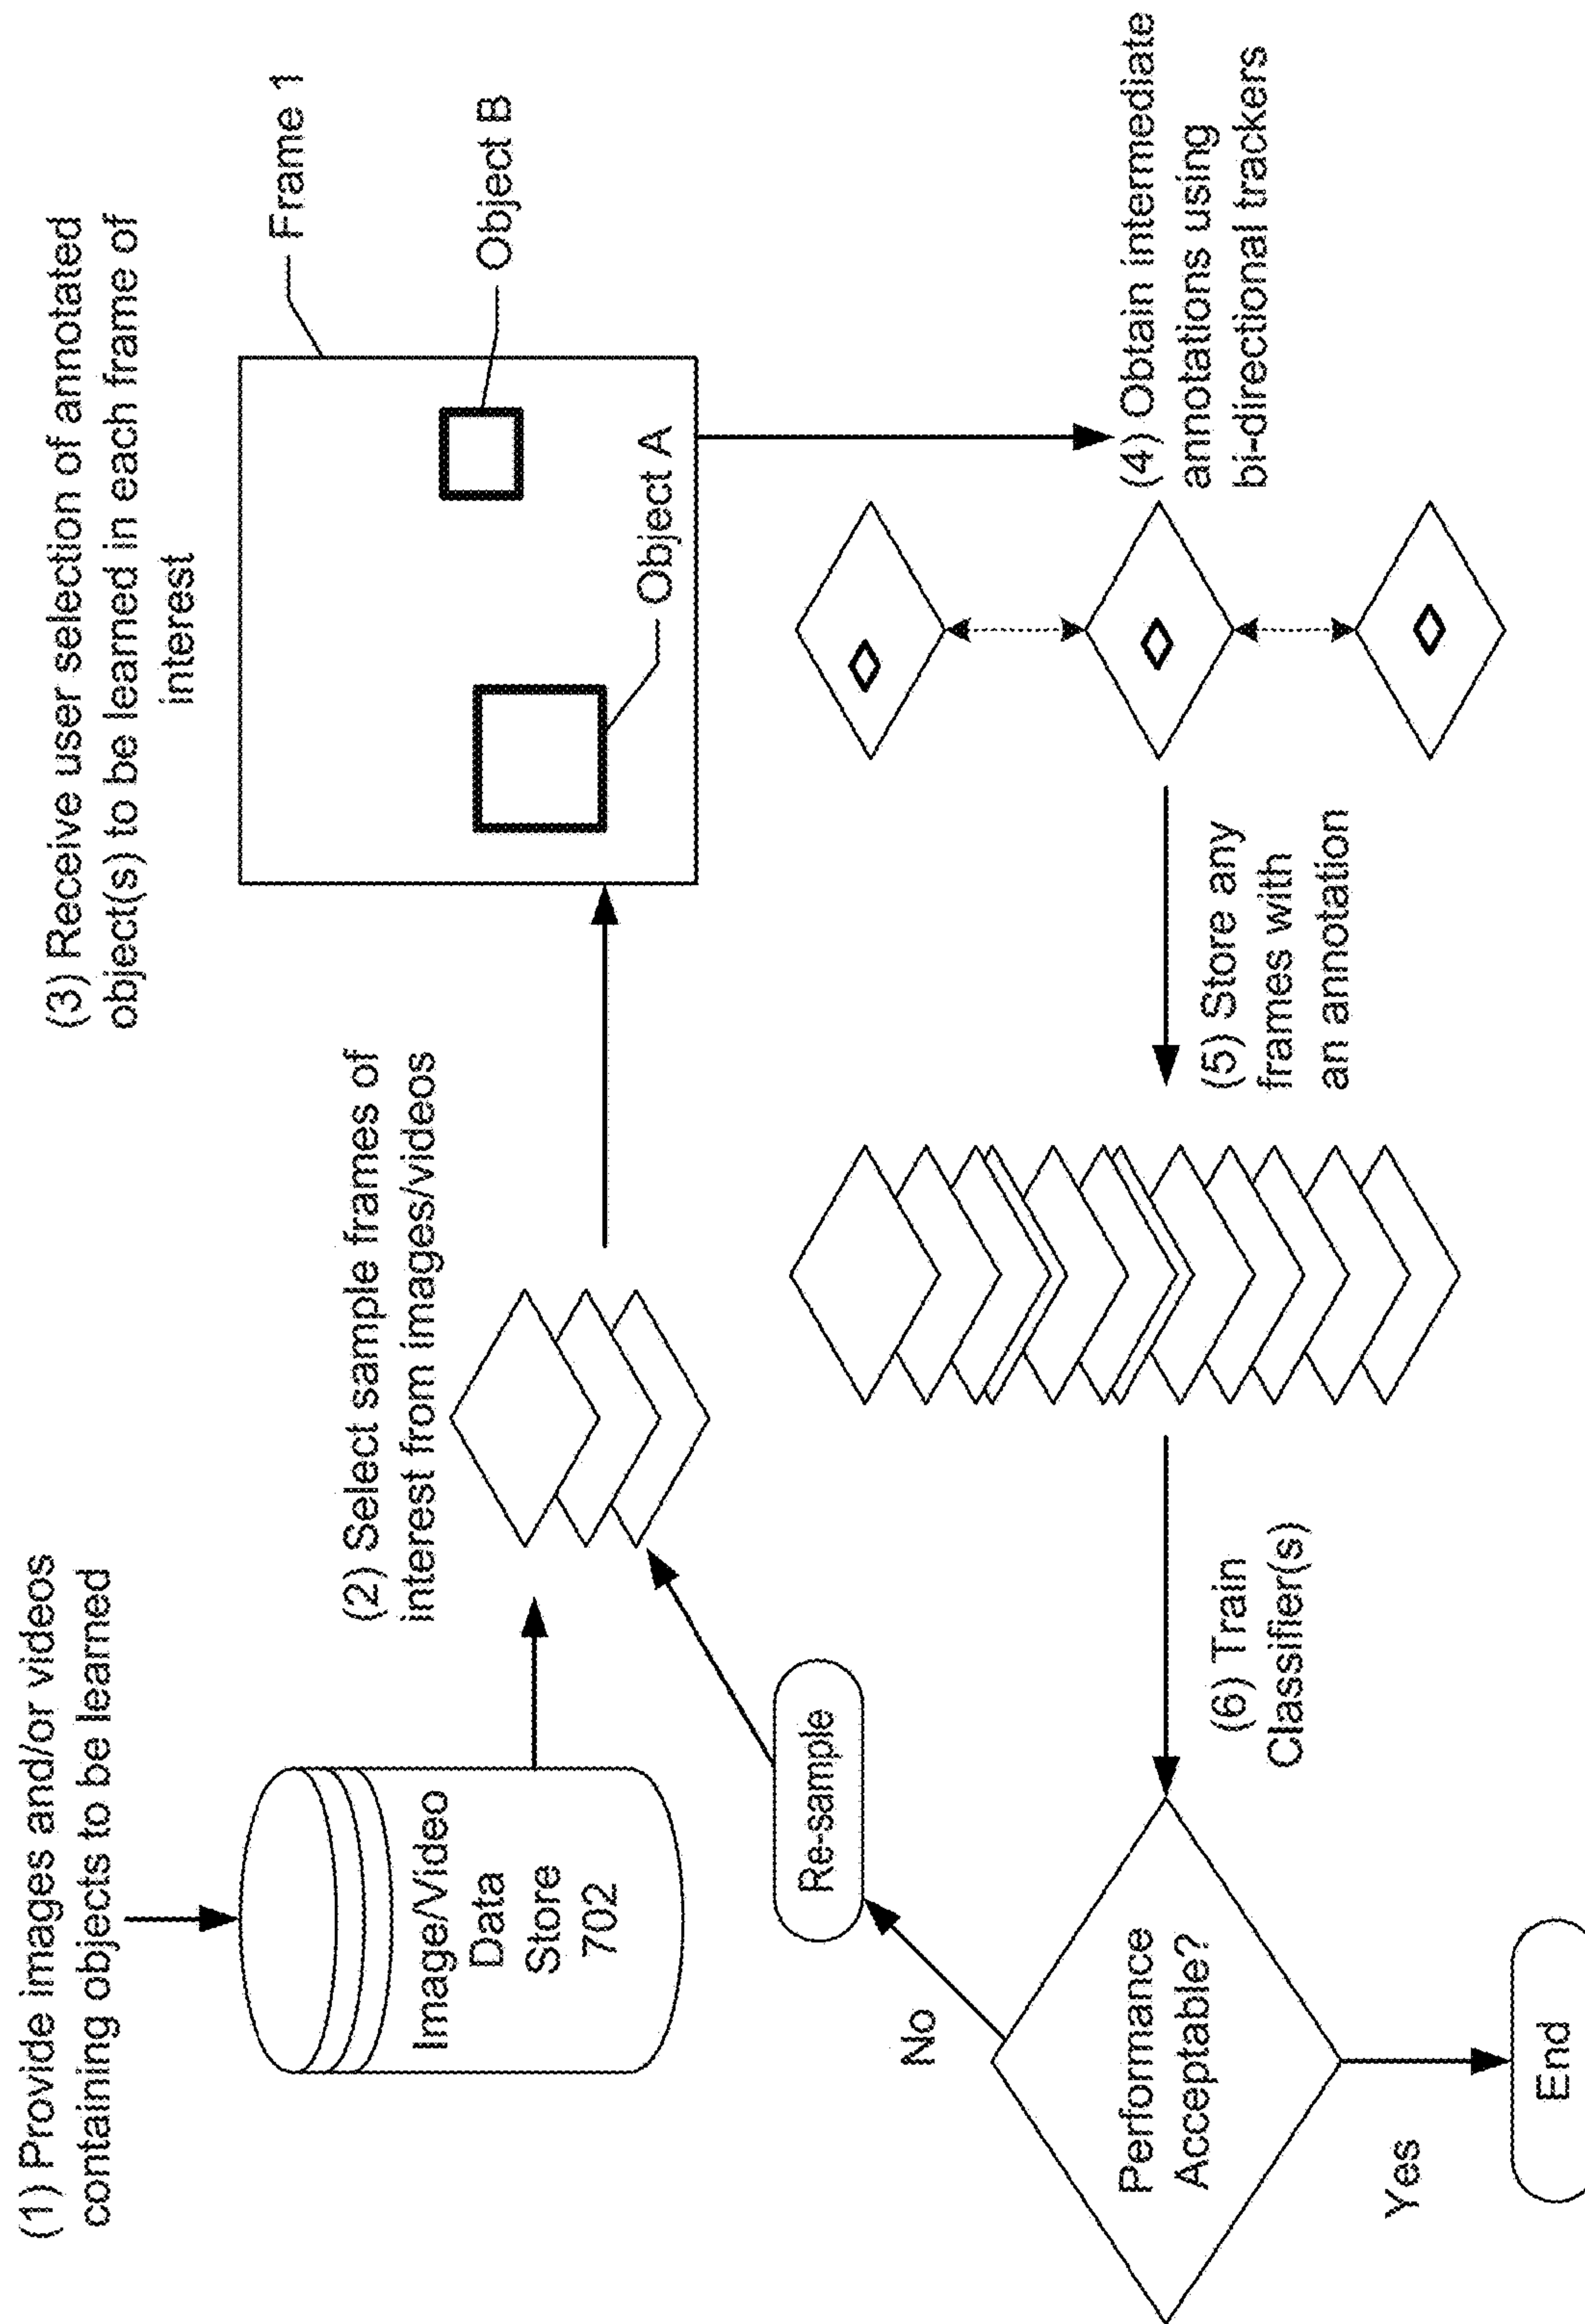 (1) Provide images and/or videos
containing objects to be learned
Image/Video
Data
Store
702
(2) Select sample frames of
interest from images/videos
(3) Receive user selection of annotated
object(s) to be learned in each frame of
interest
Frame 1
Object B
Object A
(4) Obtain intermediate
annotations using
bi-directional trackers
(5) Store any
frames with
an annotation
(6) Train
Classifier(s)
Performance
Acceptable?
No
Re-sample
Yes
End